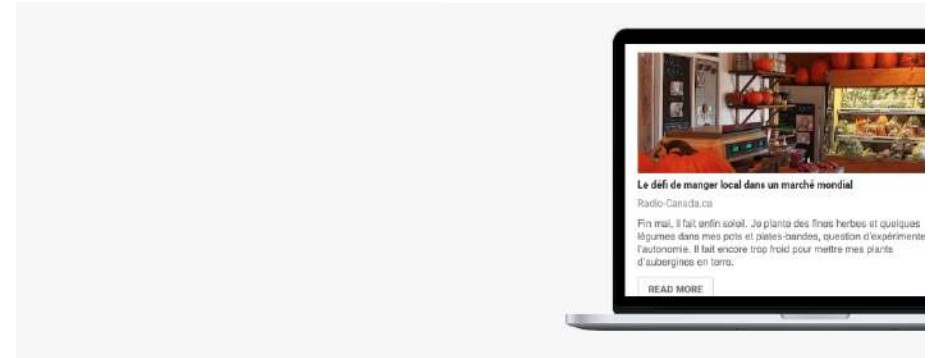 Le défi de manger local dans un marché mondial
Radio-Canada.ca
Fin mai, il fait enfin soleil. Je plante des fines herbes et quelques
légumes dans mes pots et plates-bandes, question d'expérimente
l'autonomie. Il fait encore trop froid pour mettre mes plants
d'aubergines en terre.
READ MORE